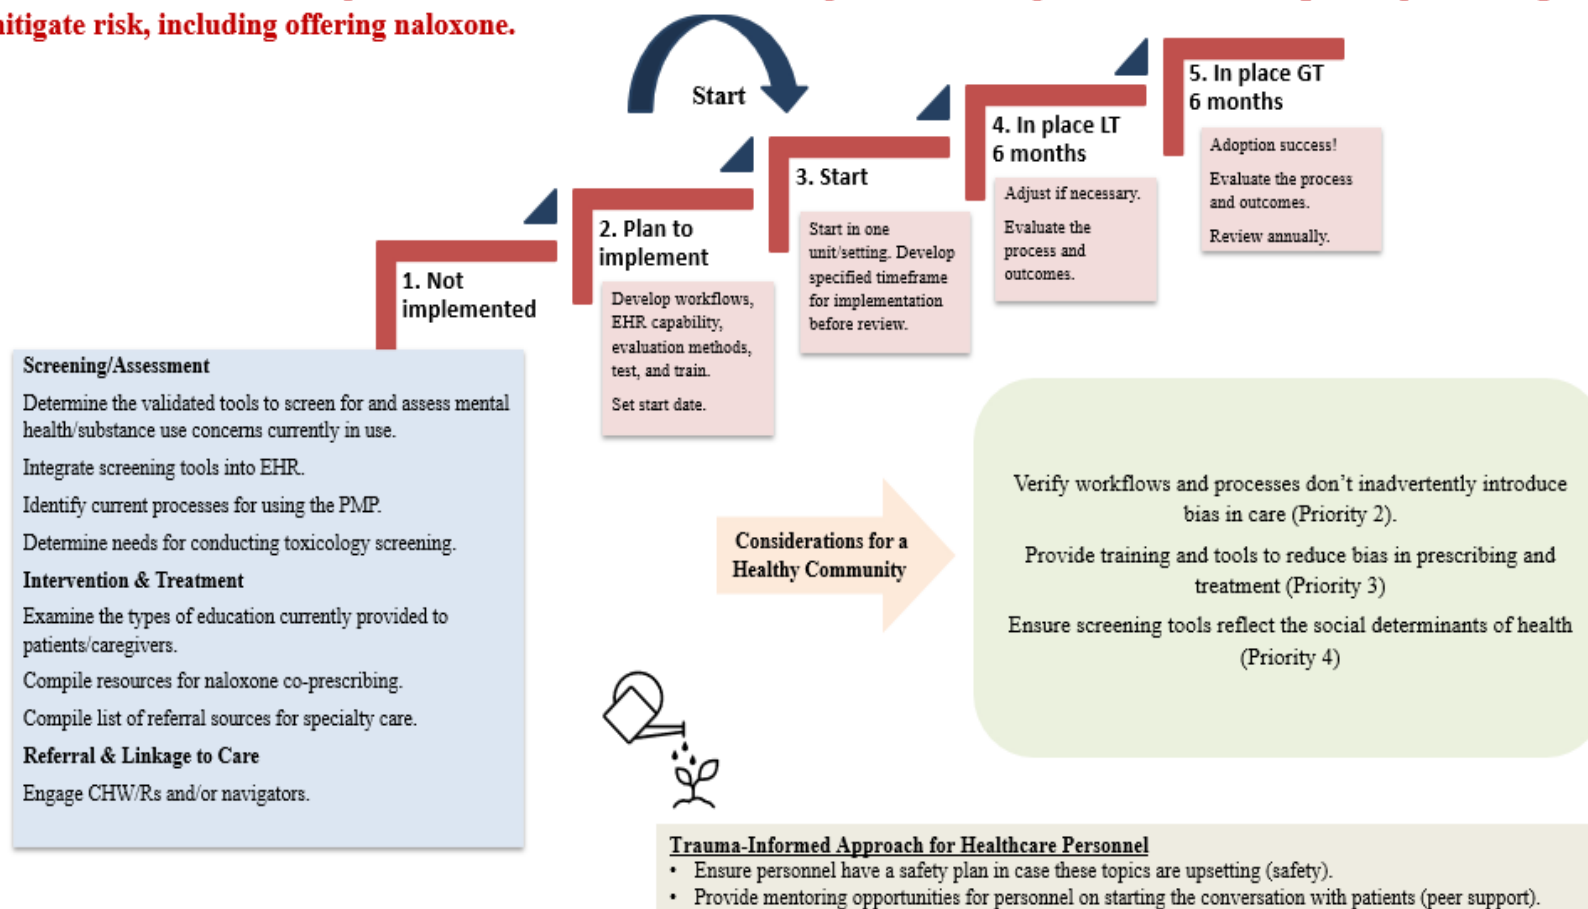 mitigate risk, including offering naloxone.
Start
1. Not
implemented
2. Plan to
implement
Develop workflows,
EHR capability,
evaluation methods,
test, and train.
Set start date.
3. Start
Start in one
unit/setting. Develop
specified timeframe
for implementation
before review.
4. In place LT
6 months
Adjust if necessary.
Evaluate the
process and
outcomes.
5. In place GT
6 months
Adoption success!
Evaluate the process
and outcomes.
Review annually.
Screening/Assessment
Determine the validated tools to screen for and assess mental
health/substance use concerns currently in use.
Integrate screening tools into EHR.
Identify current processes for using the PMP.
Determine needs for conducting toxicology screening.
Intervention & Treatment
Examine the types of education currently provided to
patients/caregivers.
Compile resources for naloxone co-prescribing.
Compile list of referral sources for specialty care.
Referral & Linkage to Care
Engage CHW/Rs and/or navigators.
Considerations for a
Healthy Community
Verify workflows and processes don’t inadvertently introduce
bias in care (Priority 2).
Provide training and tools to reduce bias in prescribing and
treatment (Priority 3)
Ensure screening tools reflect the social determinants of health
(Priority 4)
Trauma-Informed Approach for Healthcare Personnel
• Ensure personnel have a safety plan in case these topics are upsetting (safety).
• Provide mentoring opportunities for personnel on starting the conversation with patients (peer support).